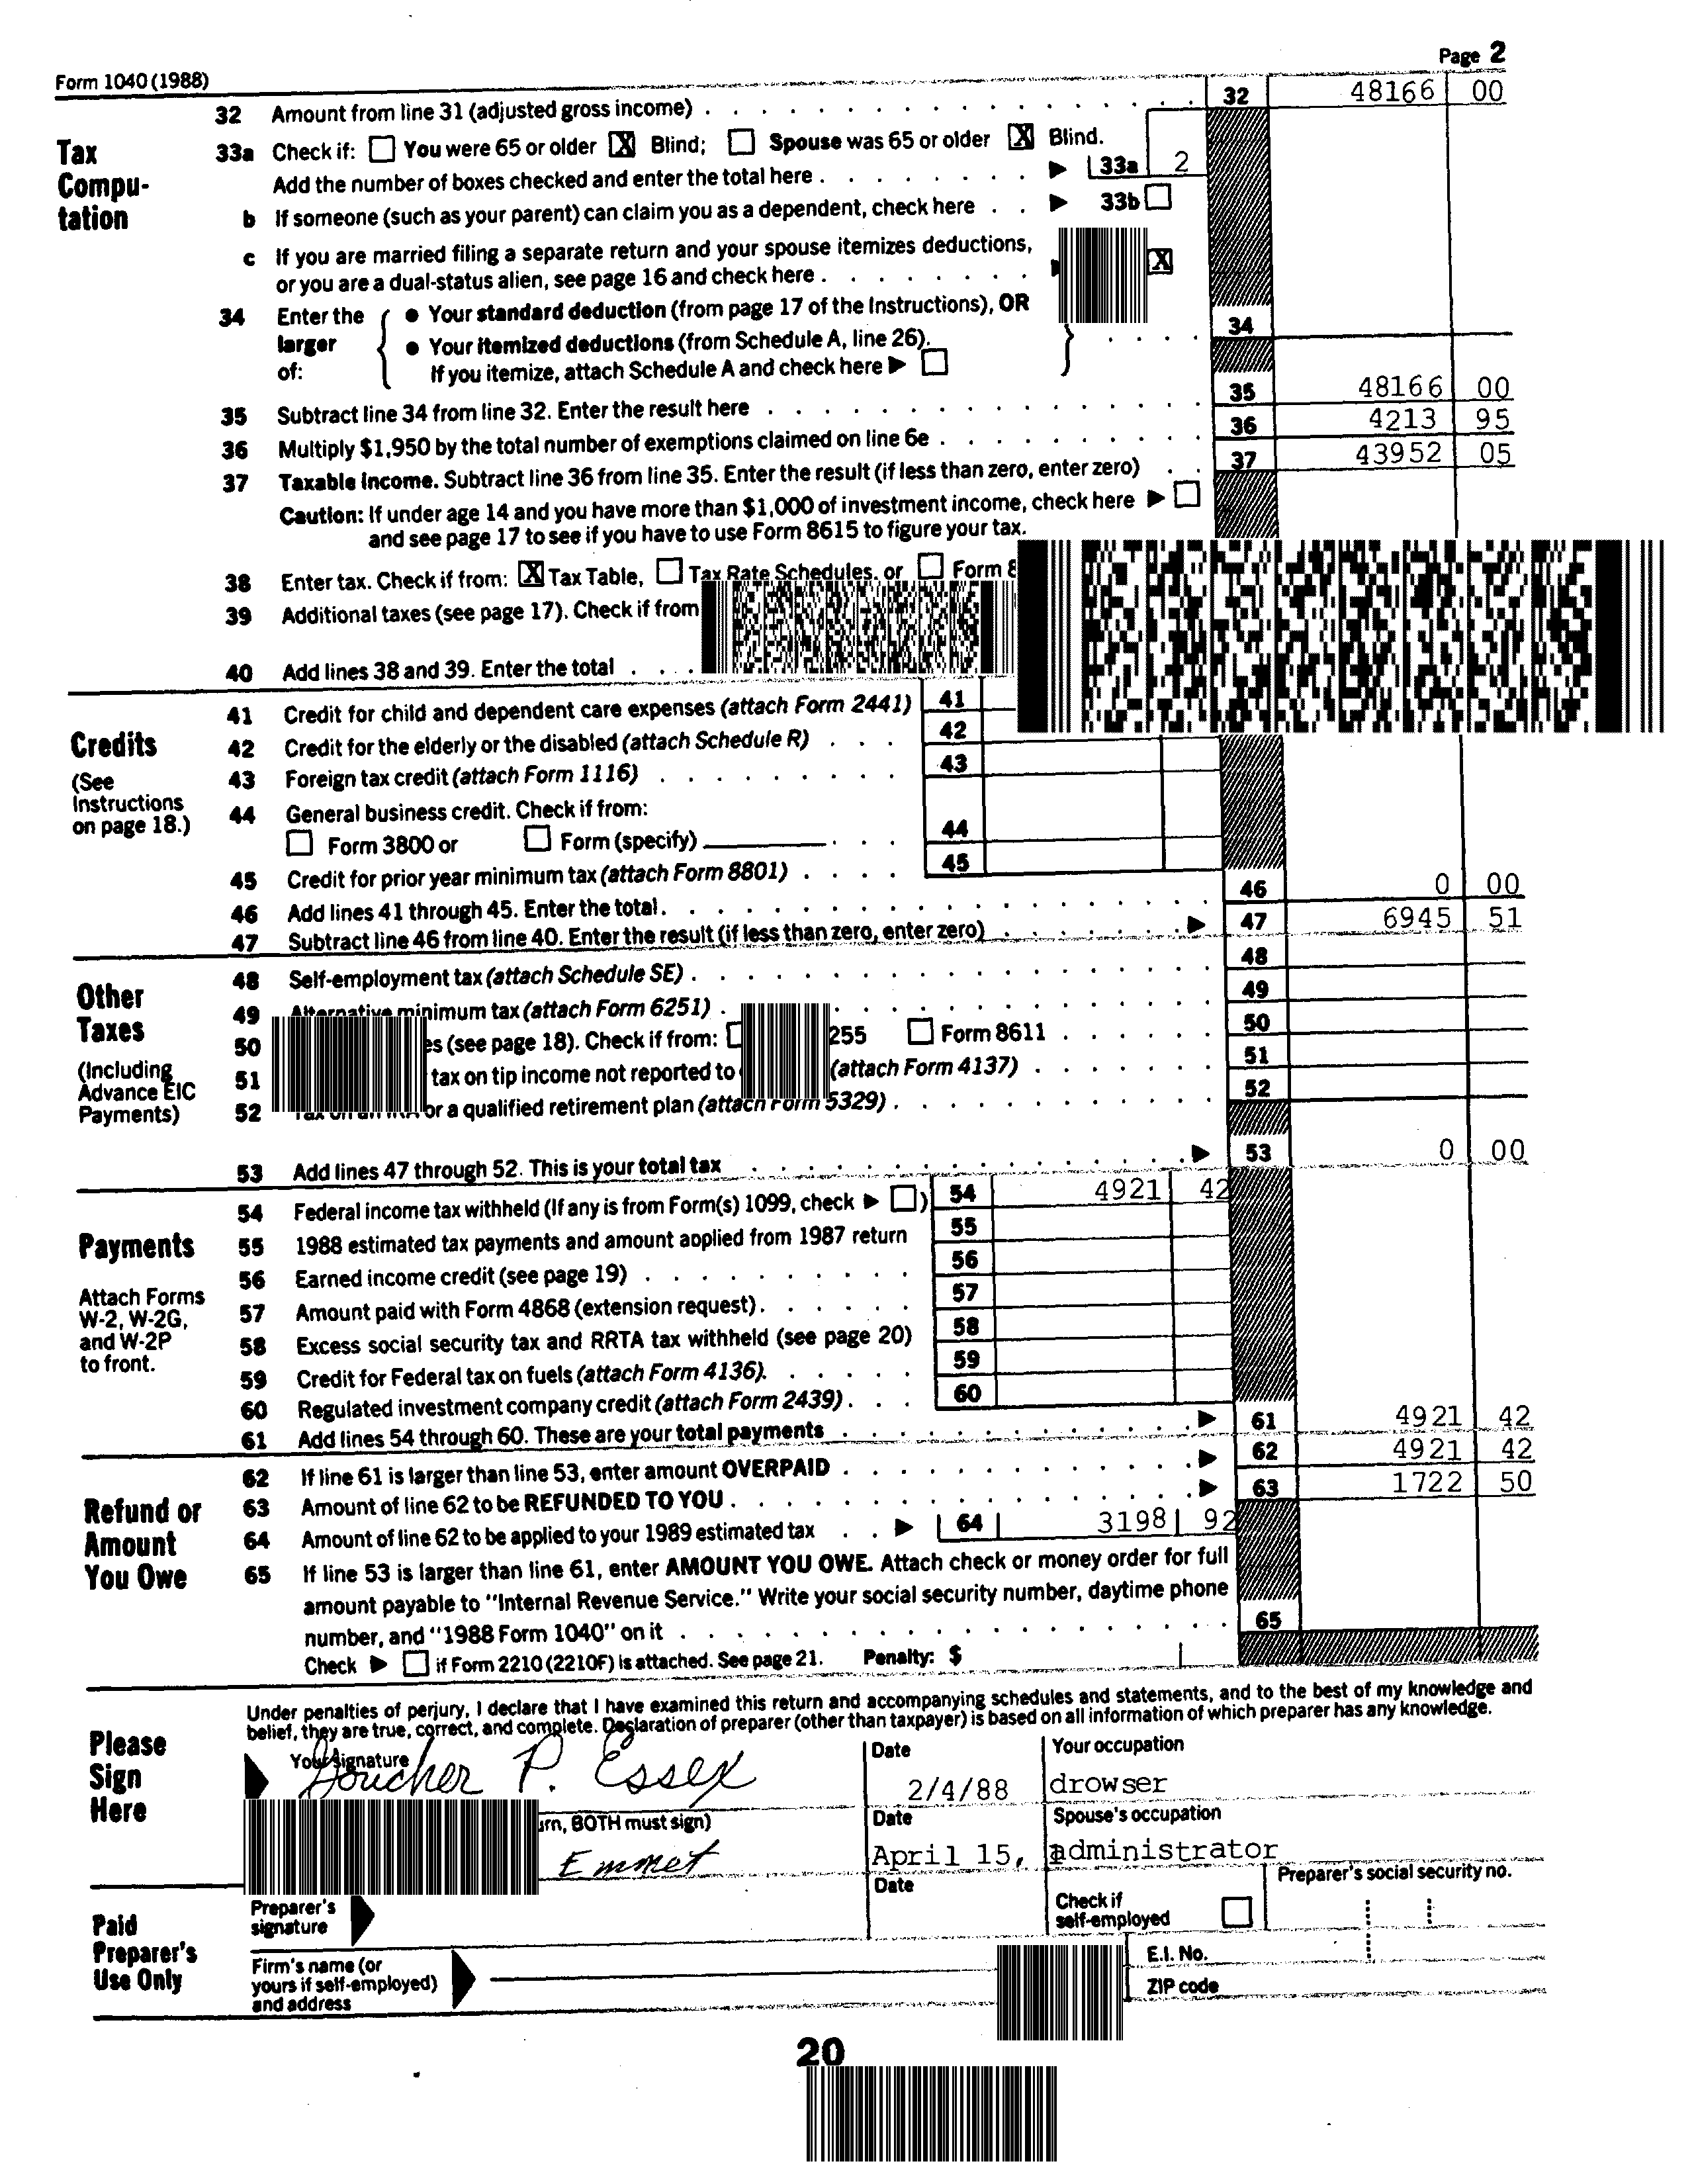 Form 1040 (1988)
Page 2
32 Amount from line 31 (adjusted gross income) . . . 32 48166 00
Tax Computation
33a Check if: You were 65 or older X Blind; Spouse was 65 or older X Blind.
Add the number of boxes checked and enter the total here . . . 33a 2
b If someone (such as your parent) can claim you as a dependent, check here . . 33b
c If you are married filing a separate return and your spouse itemizes deductions,
or you are a dual-status alien, see page 16 and check here . . . X
34 Enter the larger of:
● Your standard deduction (from page 17 of the Instructions), OR
● Your itemized deductions (from Schedule A, line 26).
If you itemize, attach Schedule A and check here
34
35 Subtract line 34 from line 32. Enter the result here . . . 35 48166 00
36 Multiply $1,950 by the total number of exemptions claimed on line 6e . . . 36 4213 95
37 Taxable income. Subtract line 36 from line 35. Enter the result (if less than zero, enter zero) . . 37 43952 05
Caution: If under age 14 and you have more than $1,000 of investment income, check here
and see page 17 to see if you have to use Form 8615 to figure your tax.
38 Enter tax. Check if from: X Tax Table, Tax Rate Schedules, or Form 8
39 Additional taxes (see page 17). Check if from
40 Add lines 38 and 39. Enter the total . . .
Credits
(See Instructions on page 18.)
41 Credit for child and dependent care expenses (attach Form 2441) 41
42 Credit for the elderly or the disabled (attach Schedule R) . . . 42
43 Foreign tax credit (attach Form 1116) . . . 43
44 General business credit. Check if from:
Form 3800 or Form (specify) . . . 44
45 Credit for prior year minimum tax (attach Form 8801) . . . 45
46 Add lines 41 through 45. Enter the total . . . 46 0 00
47 Subtract line 46 from line 40. Enter the result (if less than zero, enter zero) . . . 47 6945 51
Other Taxes
(Including Advance EIC Payments)
48 Self-employment tax (attach Schedule SE) . . . 48
49 Alternative minimum tax (attach Form 6251) . . . 49
50 es (see page 18). Check if from: 255 Form 8611 . . . 50
51 tax on tip income not reported to (attach Form 4137) . . . 51
52 Tax on an IRA or a qualified retirement plan (attach Form 5329) . . . 52
53 Add lines 47 through 52. This is your total tax . . . 53 0 00
Payments
Attach Forms W-2, W-2G, and W-2P to front.
54 Federal income tax withheld (If any is from Form(s) 1099, check ) 54 4921 42
55 1988 estimated tax payments and amount applied from 1987 return 55
56 Earned income credit (see page 19) . . . 56
57 Amount paid with Form 4868 (extension request) . . . 57
58 Excess social security tax and RRTA tax withheld (see page 20) 58
59 Credit for Federal tax on fuels (attach Form 4136). . . . 59
60 Regulated investment company credit (attach Form 2439) . . . 60
61 Add lines 54 through 60. These are your total payments . . . 61 4921 42
Refund or Amount You Owe
62 If line 61 is larger than line 53, enter amount OVERPAID . . . 62 4921 42
63 Amount of line 62 to be REFUNDED TO YOU . . . 63 1722 50
64 Amount of line 62 to be applied to your 1989 estimated tax . . 64 3198 92
65 If line 53 is larger than line 61, enter AMOUNT YOU OWE. Attach check or money order for full
amount payable to "Internal Revenue Service." Write your social security number, daytime phone
number, and "1988 Form 1040" on it . . . 65
Check if Form 2210 (2210F) is attached. See page 21. Penalty: $
Please Sign Here
Under penalties of perjury, I declare that I have examined this return and accompanying schedules and statements, and to the best of my knowledge and
belief, they are true, correct, and complete. Declaration of preparer (other than taxpayer) is based on all information of which preparer has any knowledge.
Your signature P. Essex
Date 2/4/88
Your occupation drowser
urn, BOTH must sign) Emmet
Date April 15,
Spouse's occupation administrator
Paid Preparer's Use Only
Preparer's signature
Date
Check if self-employed
Preparer's social security no.
Firm's name (or yours if self-employed) and address
E.I. No.
ZIP code
20